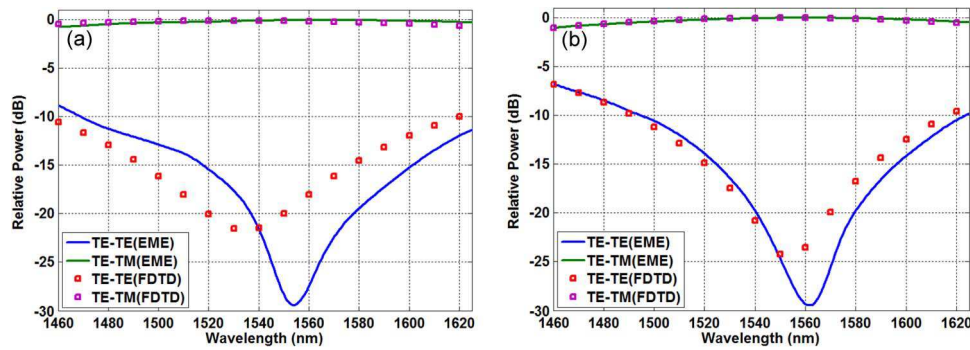 (a)
Relative Power (dB)
0
-5
-10
-15
-20
-25
-30
TE-TE(EME)
TE-TM(EME)
TE-TE(FDTD)
TE-TM(FDTD)
1460 1480 1500 1520 1540 1560 1580 1600 1620
Wavelength (nm)
(b)
Relative Power (dB)
0
-5
-10
-15
-20
-25
-30
TE-TE(EME)
TE-TM(EME)
TE-TE(FDTD)
TE-TM(FDTD)
1460 1480 1500 1520 1540 1560 1580 1600 1620
Wavelength (nm)